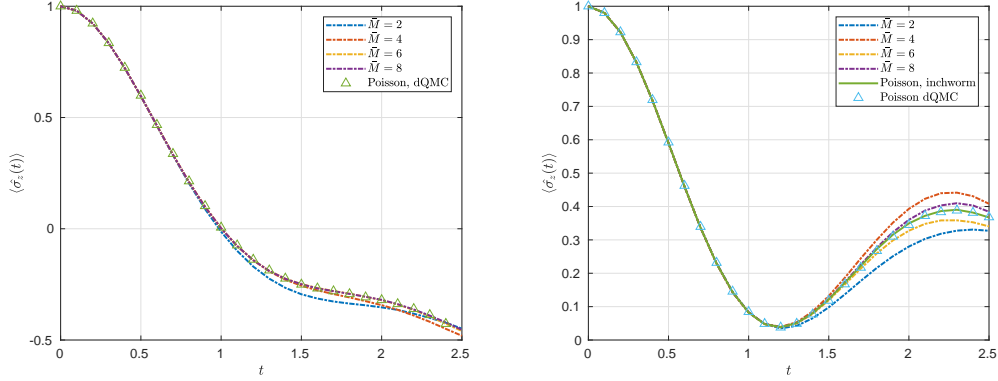 1
0.5
0
-0.5
0
0.5
1
1.5
2
2.5
t
⟨σ̂_z(t)⟩
M̄ = 2
M̄ = 4
M̄ = 6
M̄ = 8
Poisson, dQMC
1
0.9
0.8
0.7
0.6
0.5
0.4
0.3
0.2
0.1
0
0
0.5
1
1.5
2
2.5
t
⟨σ̂_z(t)⟩
M̄ = 2
M̄ = 4
M̄ = 6
M̄ = 8
Poisson, inchworm
Poisson dQMC